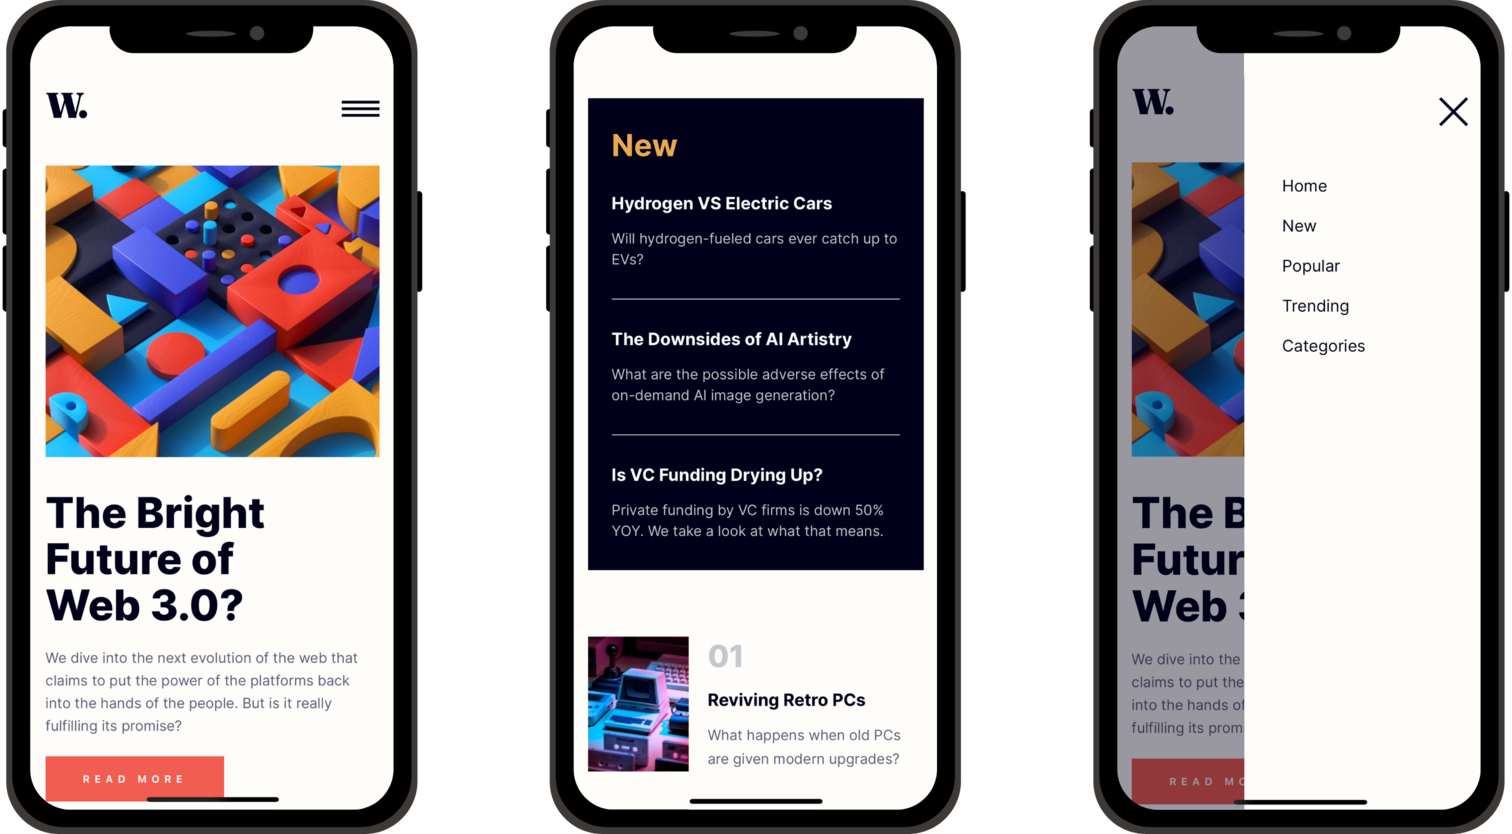 W.
The Bright
Future of
Web 3.0?
We dive into the next evolution of the web that
claims to put the power of the platforms back
into the hands of the people. But is it really
fulfilling its promise?
READ MORE
New
Hydrogen VS Electric Cars
Will hydrogen-fueled cars ever catch up to
EVs?
The Downsides of AI Artistry
What are the possible adverse effects of
on-demand AI image generation?
Is VC Funding Drying Up?
Private funding by VC firms is down 50%
YOY. We take a look at what that means.
01
Reviving Retro PCs
What happens when old PCs
are given modern upgrades?
W.
Home
New
Popular
Trending
Categories
The B
Futur
Web
We dive into the
claims to put the
into the hands of
fulfilling its prom
READ MO